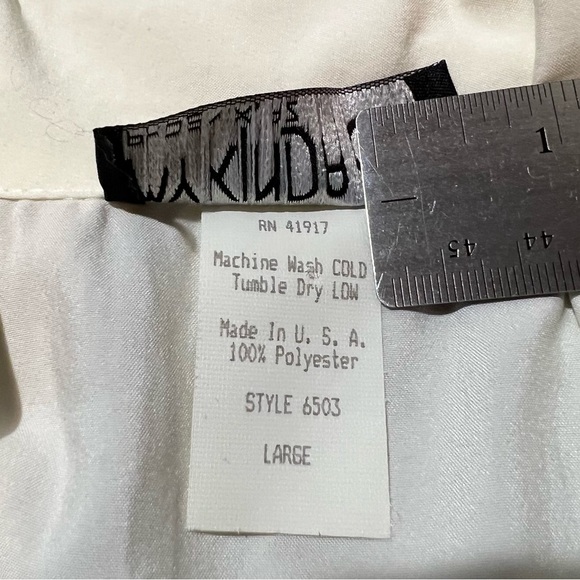 RN 41917
Machine Wash COLD
Tumble Dry LOW
Made In U. S. A.
100% Polyester
STYLE 6503
LARGE
1
45 44